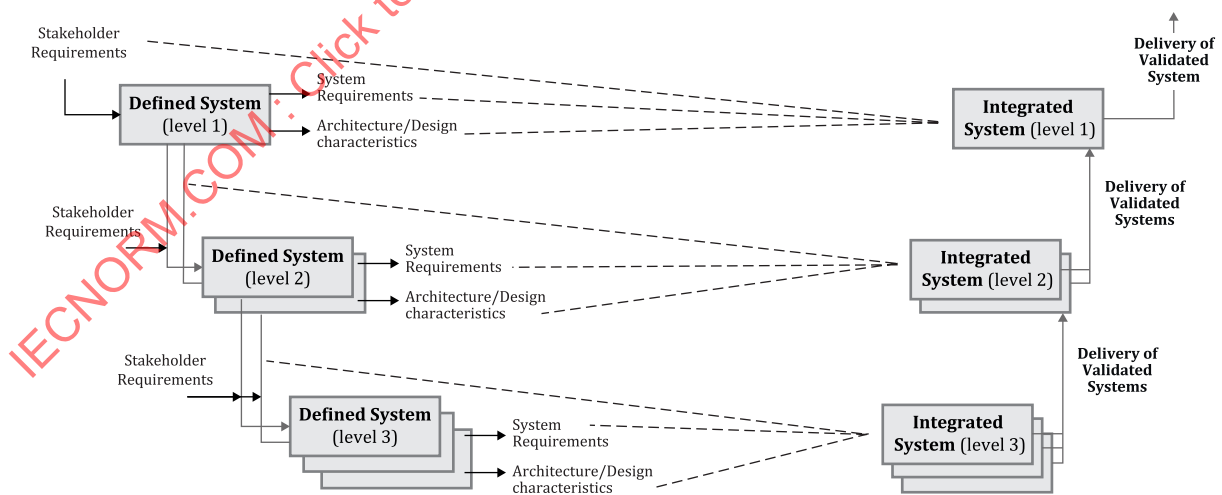 Stakeholder
Requirements
Defined System
(level 1)
System
Requirements
Architecture/Design
characteristics
Integrated
System (level 1)
Delivery of
Validated
System
Stakeholder
Requirements
Defined System
(level 2)
System
Requirements
Architecture/Design
characteristics
Integrated
System (level 2)
Delivery of
Validated
Systems
Stakeholder
Requirements
Defined System
(level 3)
System
Requirements
Architecture/Design
characteristics
Integrated
System (level 3)
Delivery of
Validated
Systems
IECNORM.COM : Click to